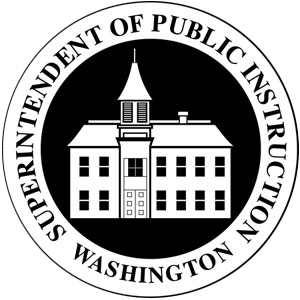 SUPERINTENDENT OF PUBLIC INSTRUCTION
WASHINGTON